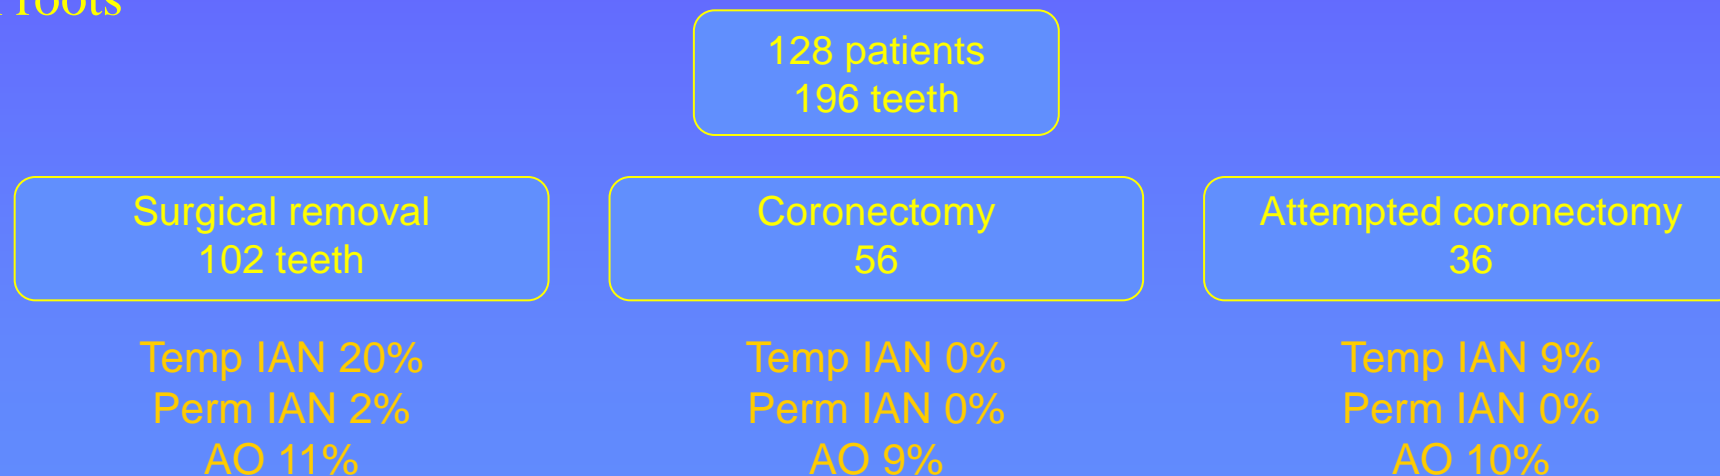 roots
128 patients
196 teeth
Surgical removal
102 teeth
Coronectomy
56
Attempted coronectomy
36
Temp IAN 20%
Perm IAN 2%
AO 11%
Temp IAN 0%
Perm IAN 0%
AO 9%
Temp IAN 9%
Perm IAN 0%
AO 10%